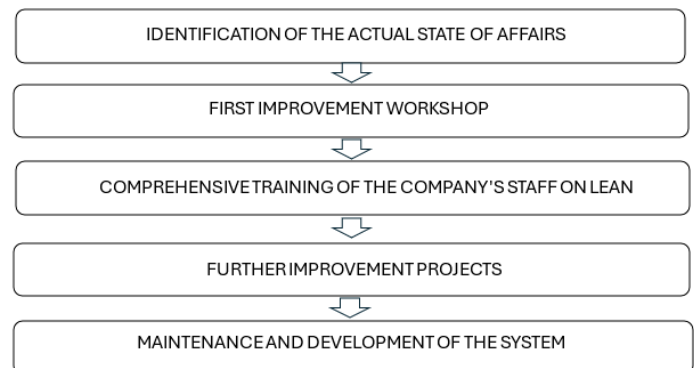 IDENTIFICATION OF THE ACTUAL STATE OF AFFAIRS
FIRST IMPROVEMENT WORKSHOP
COMPREHENSIVE TRAINING OF THE COMPANY'S STAFF ON LEAN
FURTHER IMPROVEMENT PROJECTS
MAINTENANCE AND DEVELOPMENT OF THE SYSTEM